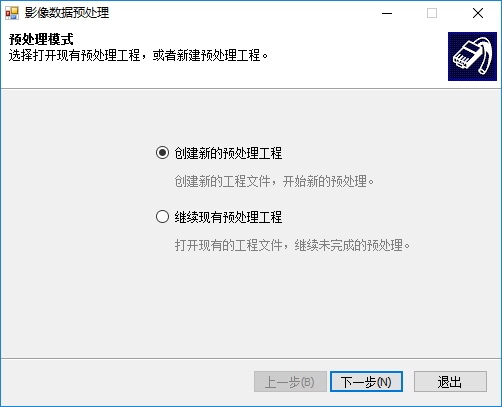 影像数据预处理
预处理模式
选择打开现有预处理工程，或者新建预处理工程。
创建新的预处理工程
创建新的工程文件，开始新的预处理。
继续现有预处理工程
打开现有的工程文件，继续未完成的预处理。
上一步(B) 下一步(N) 退出